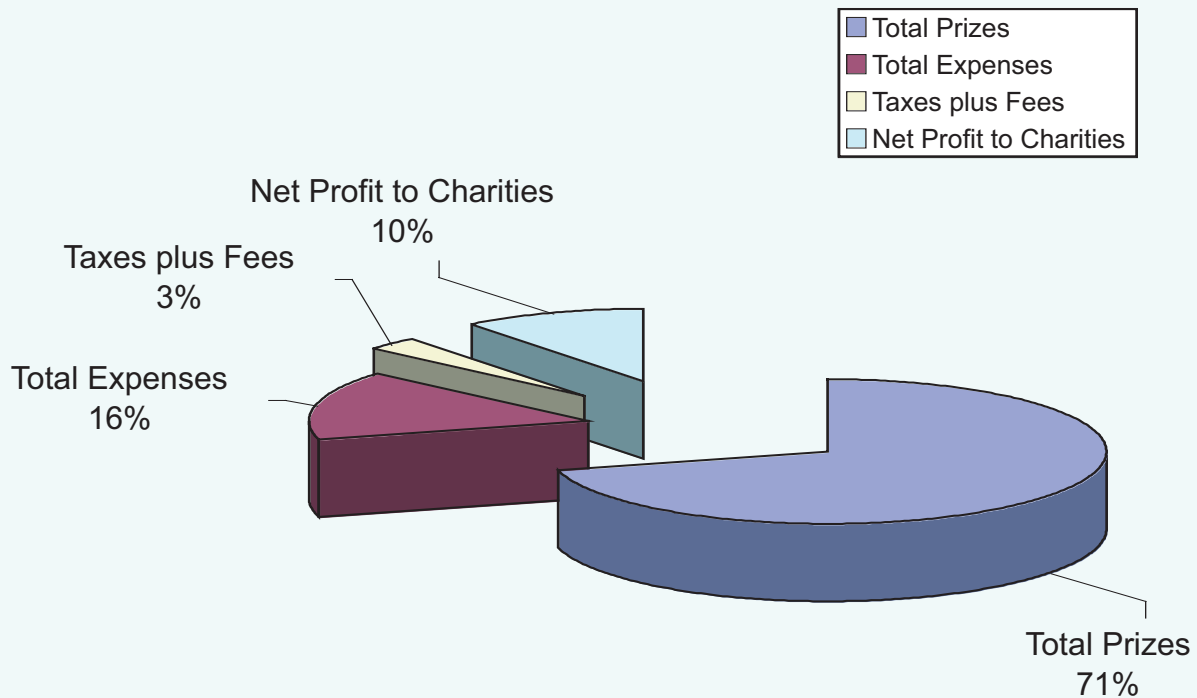 Total Prizes
Total Expenses
Taxes plus Fees
Net Profit to Charities
Net Profit to Charities
10%
Taxes plus Fees
3%
Total Expenses
16%
Total Prizes
71%